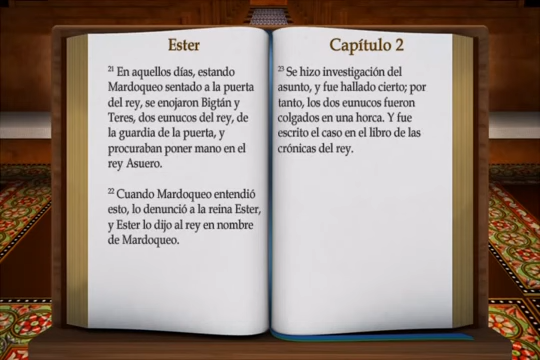 Ester
21 En aquellos días, estando
Mardoqueo sentado a la puerta
del rey, se enojaron Bigtán y
Teres, dos eunucos del rey, de
la guardia de la puerta, y
procuraban poner mano en el
rey Asuero.
22 Cuando Mardoqueo entendió
esto, lo denunció a la reina Ester,
y Ester lo dijo al rey en nombre
de Mardoqueo.
Capítulo 2
23 Se hizo investigación del
asunto, y fue hallado cierto; por
tanto, los dos eunucos fueron
colgados en una horca. Y fue
escrito el caso en el libro de las
crónicas del rey.